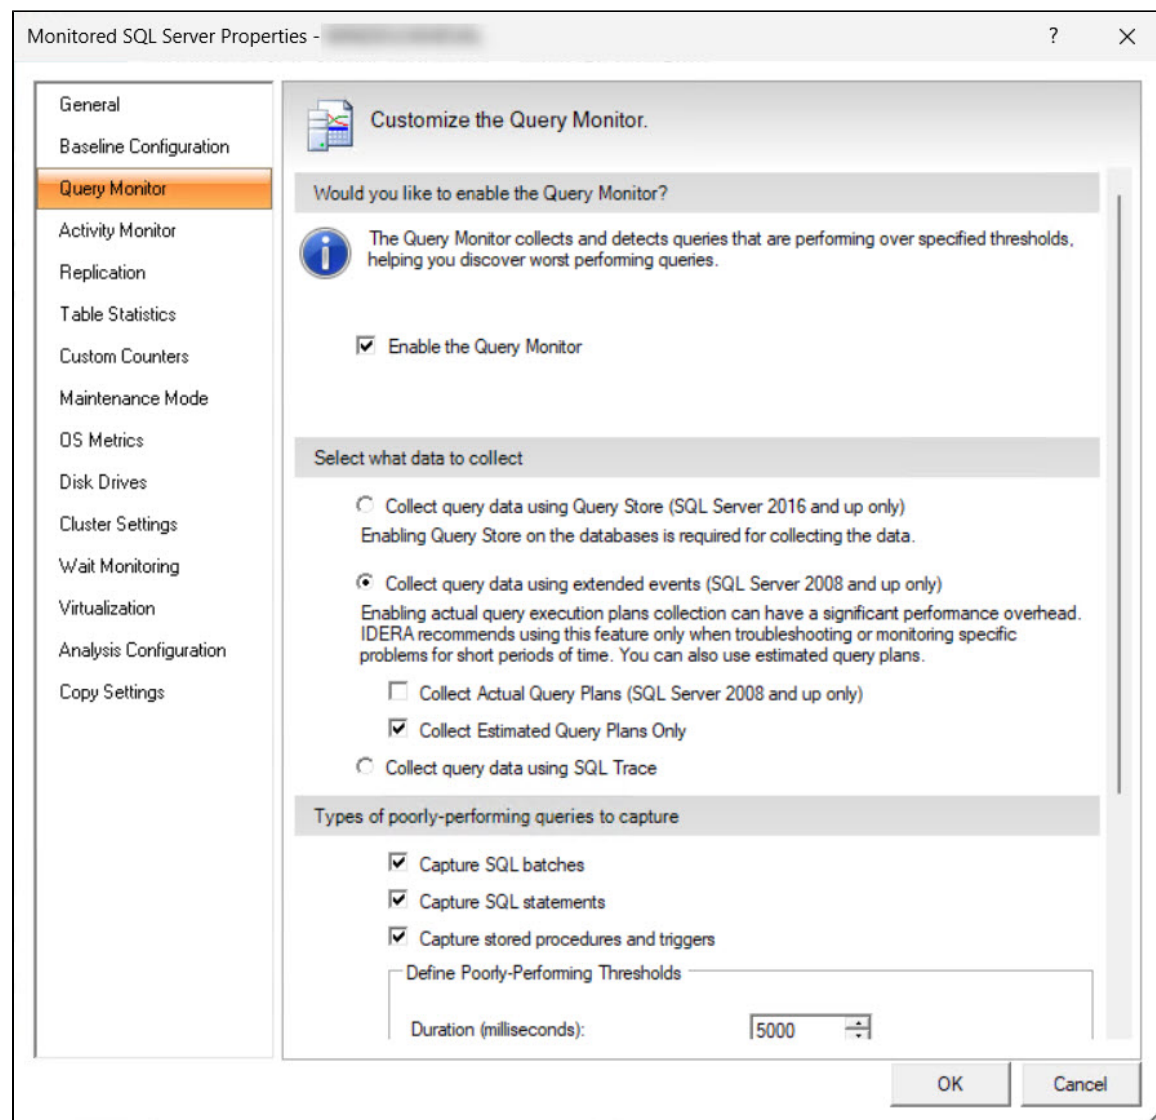 Monitored SQL Server Properties -
?
General
Baseline Configuration
Query Monitor
Activity Monitor
Replication
Table Statistics
Custom Counters
Maintenance Mode
OS Metrics
Disk Drives
Cluster Settings
Wait Monitoring
Virtualization
Analysis Configuration
Copy Settings
Customize the Query Monitor.
Would you like to enable the Query Monitor?
The Query Monitor collects and detects queries that are performing over specified thresholds,
helping you discover worst performing queries.
Enable the Query Monitor
Select what data to collect
Collect query data using Query Store (SQL Server 2016 and up only)
Enabling Query Store on the databases is required for collecting the data.
Collect query data using extended events (SQL Server 2008 and up only)
Enabling actual query execution plans collection can have a significant performance overhead.
IDERA recommends using this feature only when troubleshooting or monitoring specific
problems for short periods of time. You can also use estimated query plans.
Collect Actual Query Plans (SQL Server 2008 and up only)
Collect Estimated Query Plans Only
Collect query data using SQL Trace
Types of poorly-performing queries to capture
Capture SQL batches
Capture SQL statements
Capture stored procedures and triggers
Define Poorly-Performing Thresholds
Duration (milliseconds): 5000
OK
Cancel